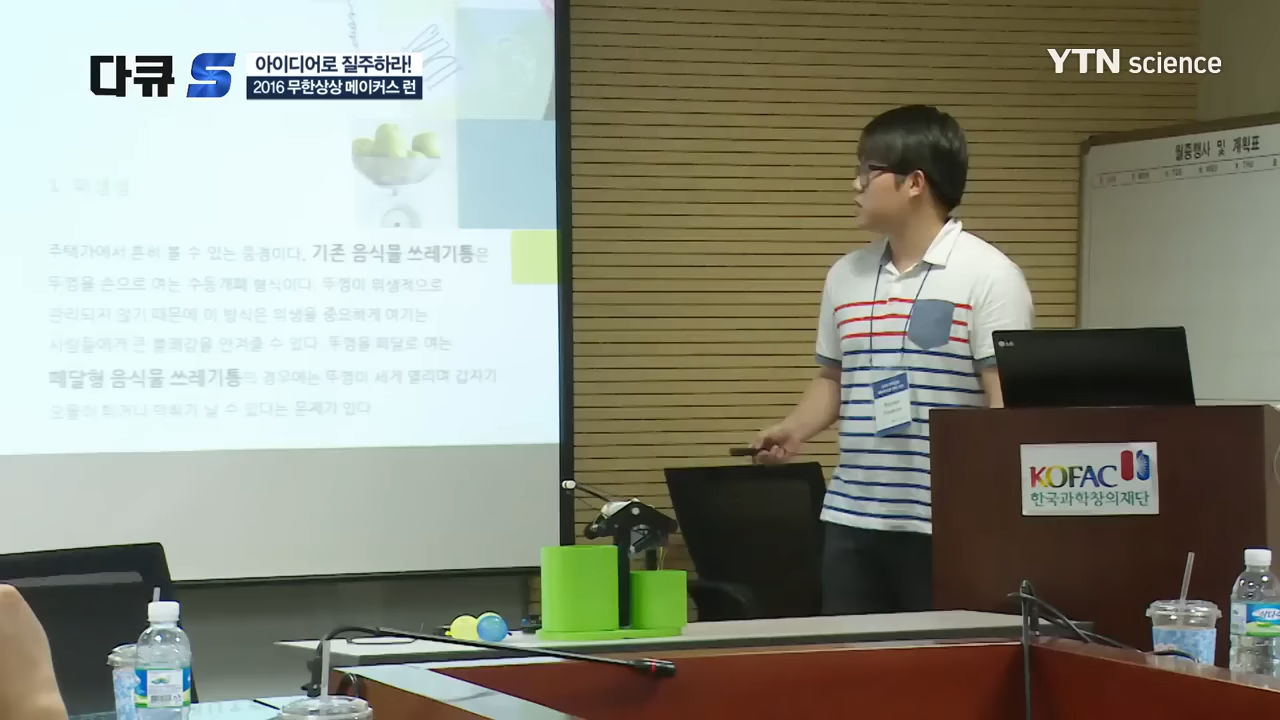 다큐 S
아이디어로 질주하라!
2016 무한상상 메이커스 런
YTN science
월중행사 및 계획표
주택가에서 흔히 볼 수 있는 풍경이다. 기존 음식물 쓰레기통은
뚜껑을 손으로 여는 수동개폐 형식이다. 뚜껑이 위생적으로
관리되지 않기 때문에 이 방식은 위생을 중요하게 여기는
사람들에게 큰 불쾌감을 안겨줄 수 있다. 뚜껑을 페달로 여는
페달형 음식물 쓰레기통의 경우에는 뚜껑이 세게 열리며 갑자기
오물이 튀거나 악취가 날 수 있다는 문제가 있다
KOFAC
한국과학창의재단